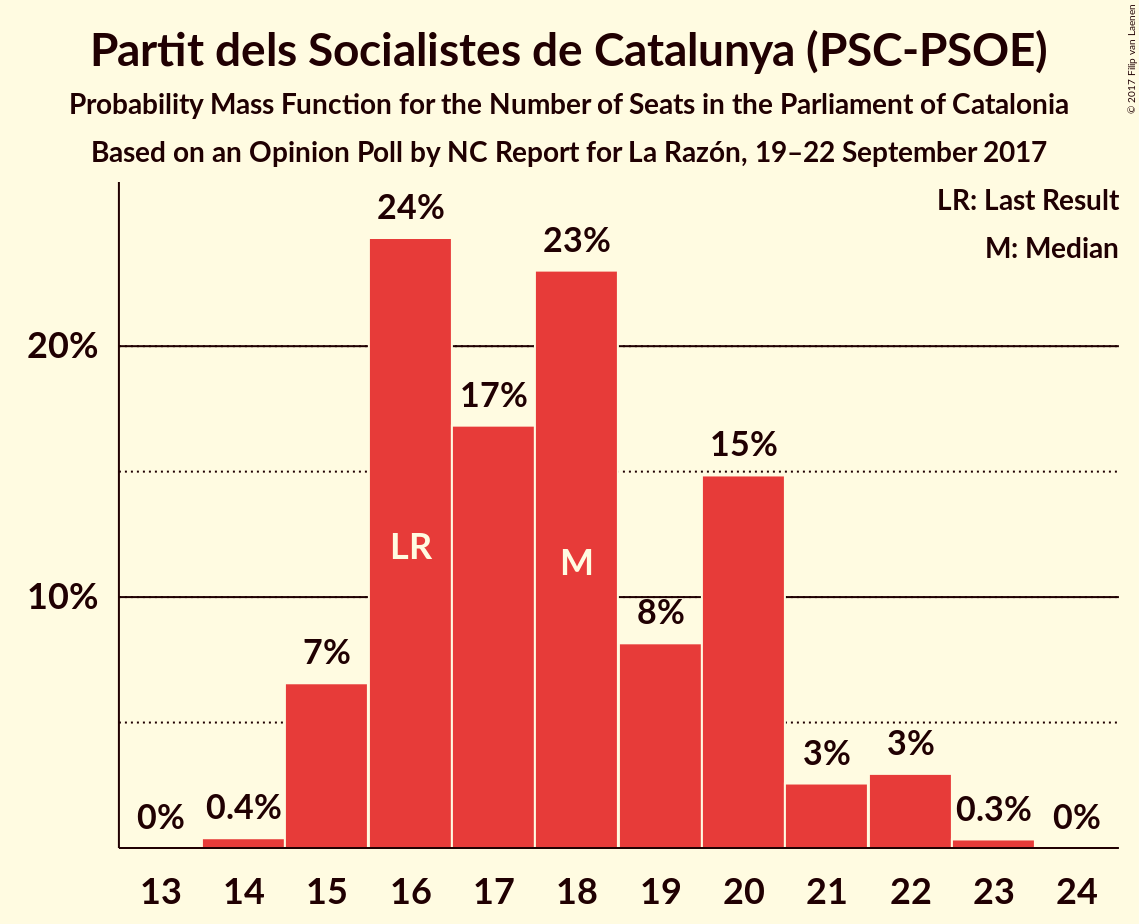 Partit dels Socialistes de Catalunya (PSC-PSOE)
Probability Mass Function for the Number of Seats in the Parliament of Catalonia
Based on an Opinion Poll by NC Report for La Razón, 19–22 September 2017
© 2017 Filip van Laenen
LR: Last Result
M: Median
24%
23%
20%
17%
15%
LR
M
10%
8%
7%
3%
3%
0%
0.4%
0.3%
0%
13 14 15 16 17 18 19 20 21 22 23 24